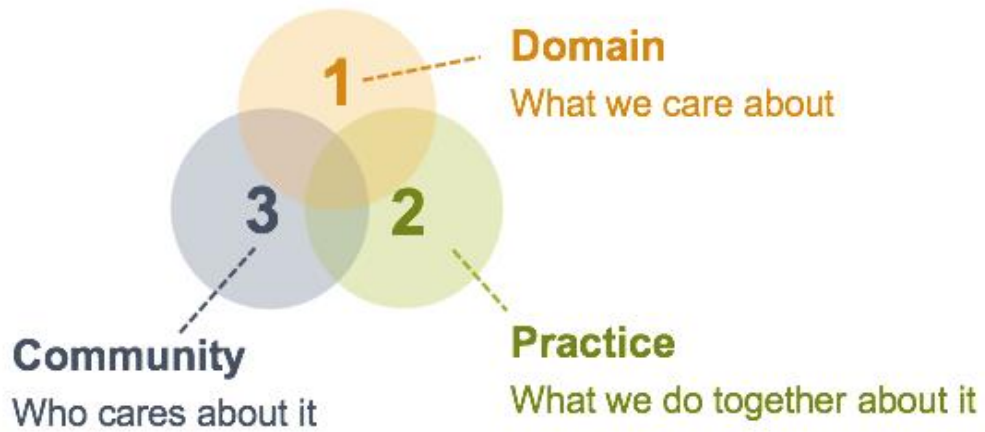 1
Domain
What we care about
3
2
Community
Who cares about it
Practice
What we do together about it